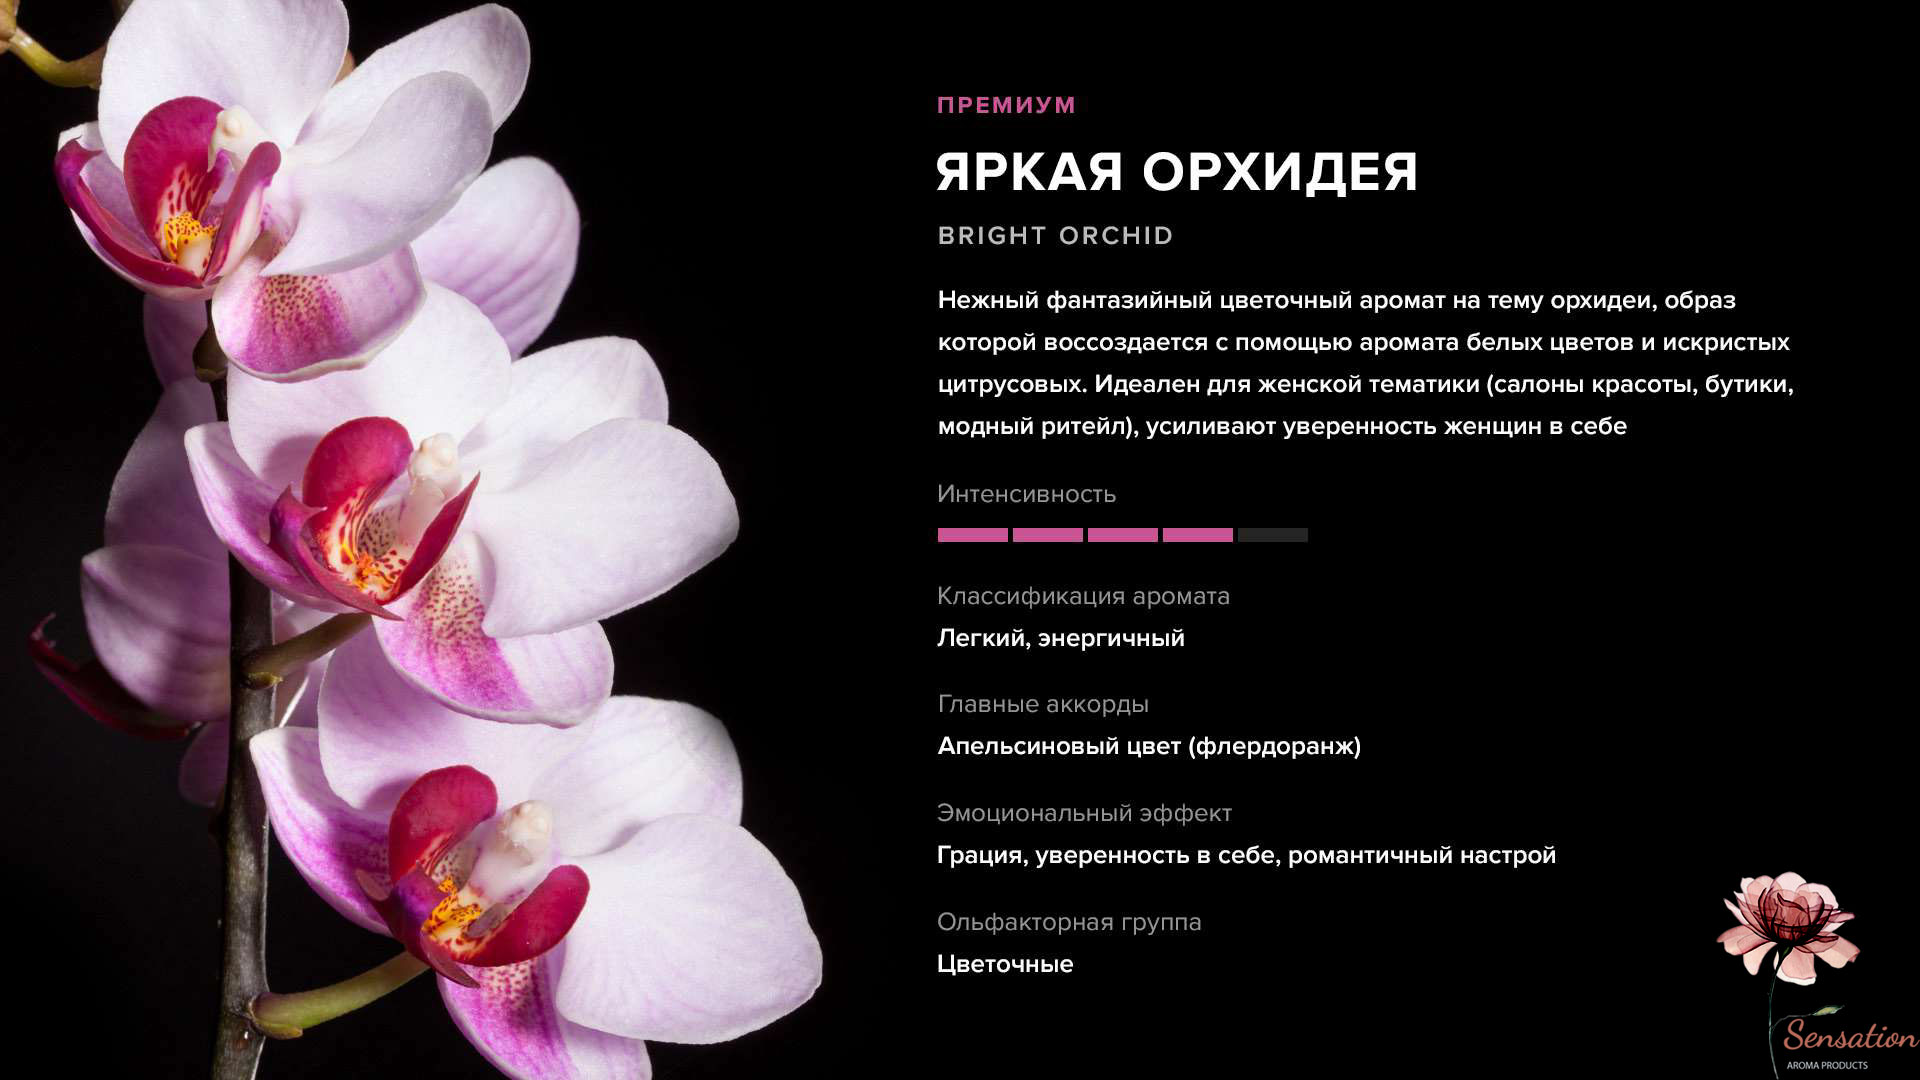 ПРЕМИУМ
ЯРКАЯ ОРХИДЕЯ
BRIGHT ORCHID
Нежный фантазийный цветочный аромат на тему орхидеи, образ
которой воссоздается с помощью аромата белых цветов и искристых
цитрусовых. Идеален для женской тематики (салоны красоты, бутики,
модный ритейл), усиливают уверенность женщин в себе
Интенсивность
Классификация аромата
Легкий, энергичный
Главные аккорды
Апельсиновый цвет (флердоранж)
Эмоциональный эффект
Грация, уверенность в себе, романтичный настрой
Ольфакторная группа
Цветочные
Sensation
AROMA PRODUCTS